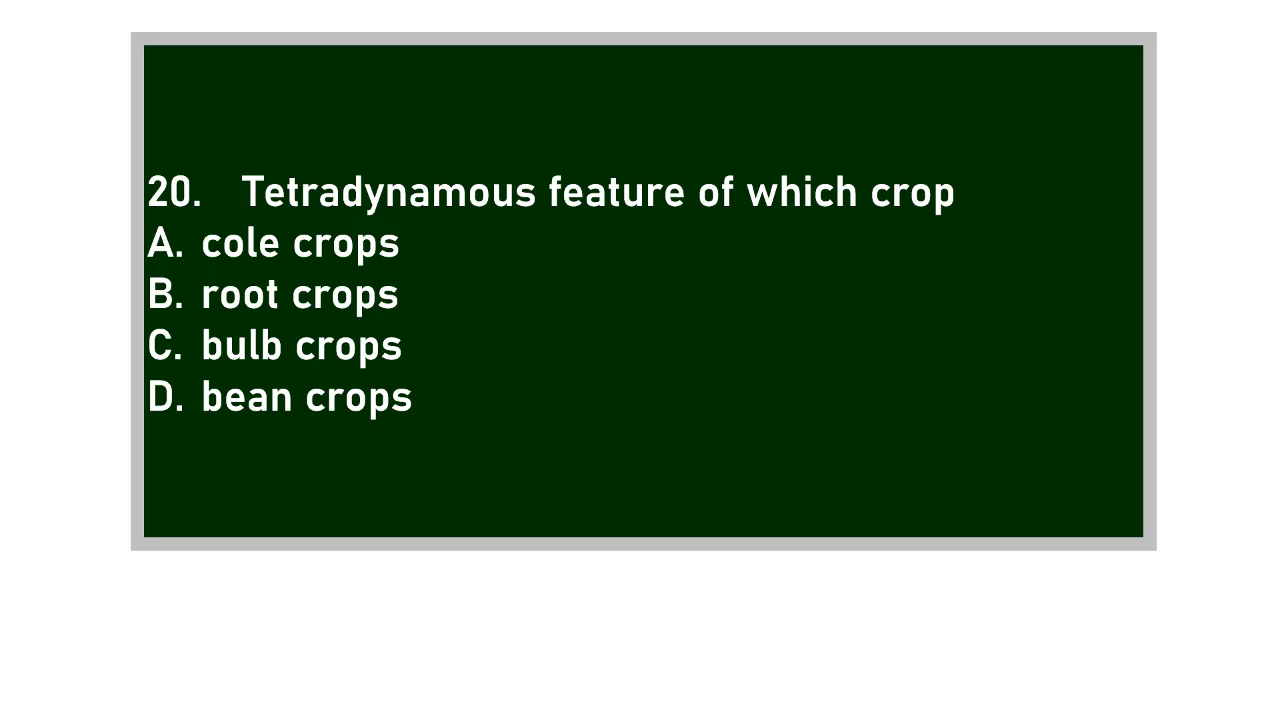 20. Tetradynamous feature of which crop
A. cole crops
B. root crops
C. bulb crops
D. bean crops